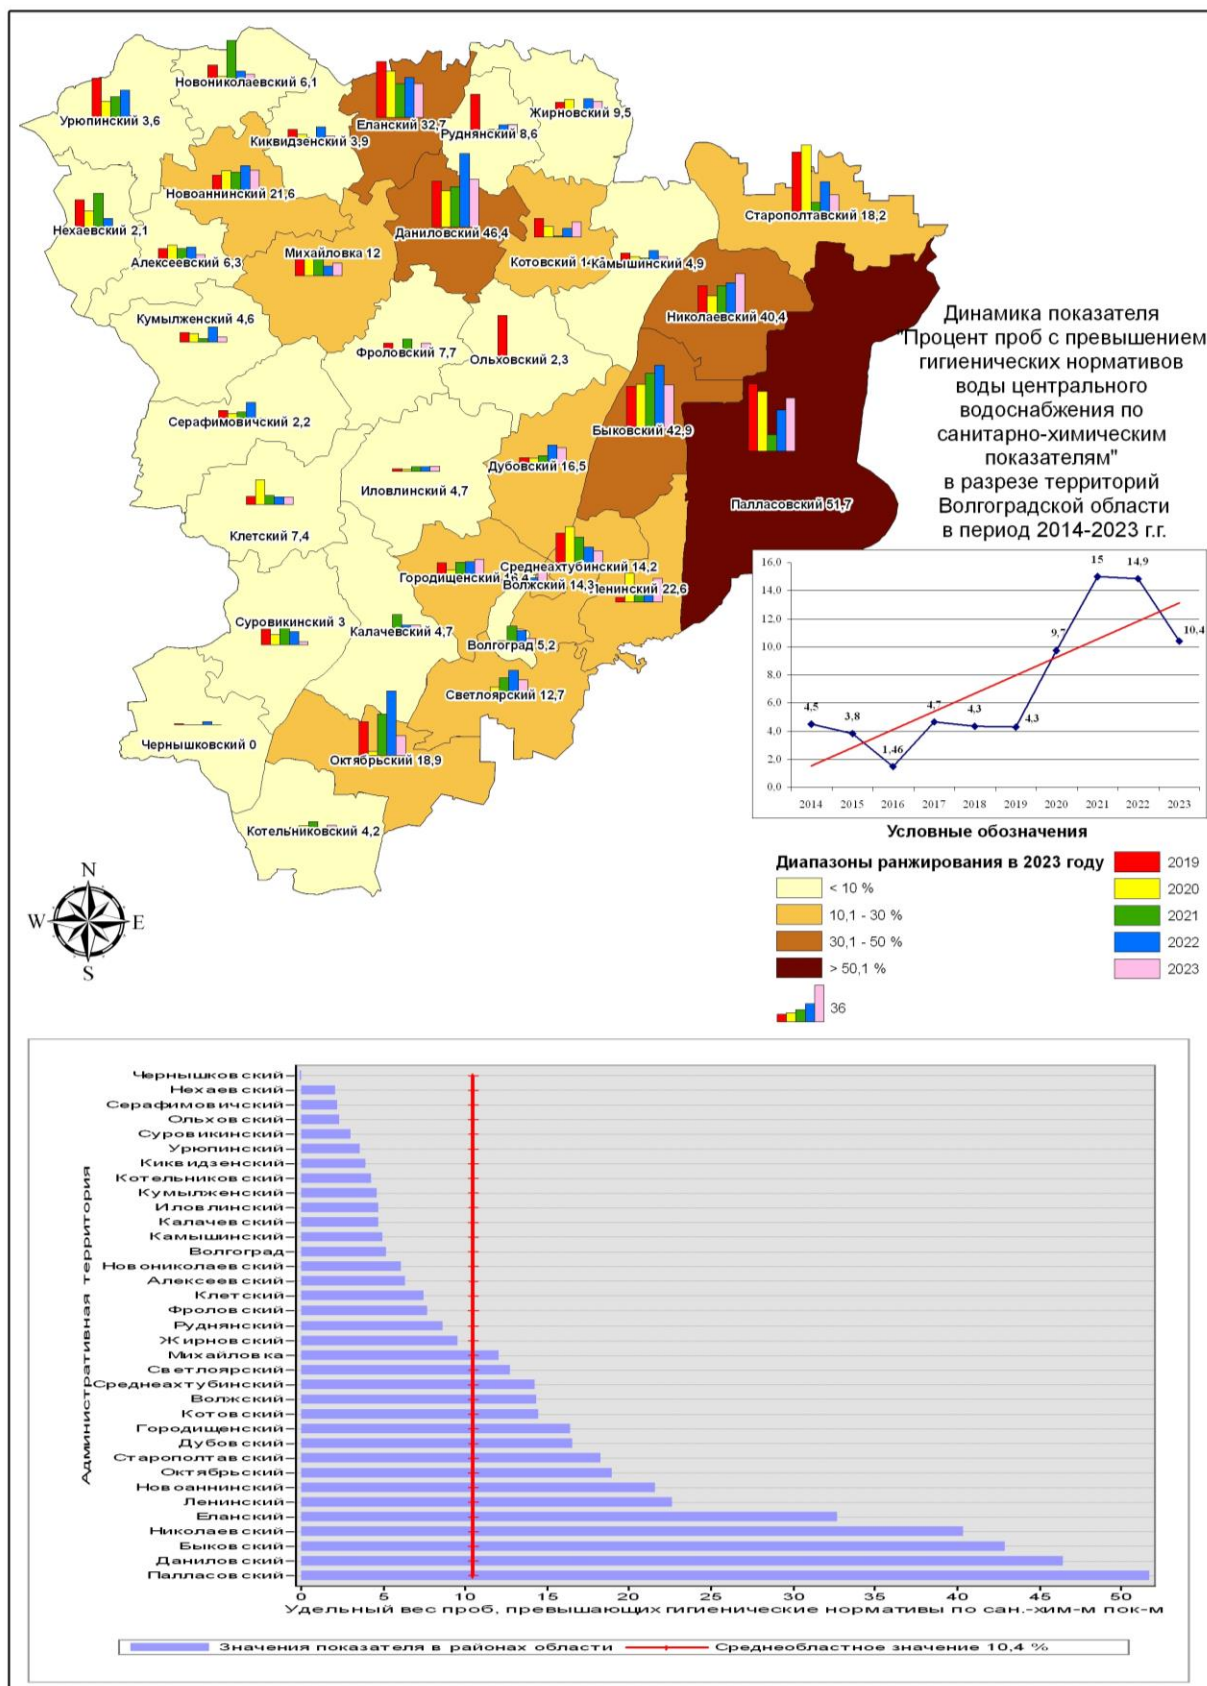 Новониколаевский 6,1
Урюпинский 3,6
Киквидзенский 3,9
Еланский 32,7
Руднянский 8,6
Жирновский 9,5
Новоаннинский 21,6
Нехаевский 2,1
Алексеевский 6,3
Михайловка 12
Даниловский 46,4
Котовский 14
Камышинский 4,9
Старополтавский 18,2
Кумылженский 4,6
Фроловский 7,7
Ольховский 2,3
Николаевский 40,4
Серафимовичский 2,2
Быковский 42,9
Дубовский 16,5
Иловлинский 4,7
Клетский 7,4
Палласовский 51,7
Городищенский 16,4
Среднеахтубинский 14,2
Волжский 14,3
Ленинский 22,6
Суровикинский 3
Калачевский 4,7
Волгоград 5,2
Светлоярский 12,7
Чернышковский 0
Октябрьский 18,9
Котельниковский 4,2
Динамика показателя
"Процент проб с превышением
гигиенических нормативов
воды центрального
водоснабжения по
санитарно-химическим
показателям"
в разрезе территорий
Волгоградской области
в период 2014-2023 г.г.
16,0
14,0
12,0
10,0
8,0
6,0
4,0
2,0
0,0
4,5
3,8
1.46
4,7
4,3
4,3
9,7
15
14,9
10,4
2014 2015 2016 2017 2018 2019 2020 2021 2022 2023
Условные обозначения
Диапазоны ранжирования в 2023 году
< 10 %
10,1 - 30 %
30,1 - 50 %
> 50,1 %
36
2019
2020
2021
2022
2023
N
W E
S
Административная территория
Чернышковский
Нехаевский
Серафимовичский
Ольховский
Суровикинский
Урюпинский
Киквидзенский
Котельниковский
Кумылженский
Иловлинский
Калачевский
Камышинский
Волгоград
Новониколаевский
Алексеевский
Клетский
Фроловский
Руднянский
Жирновский
Михайловка
Светлоярский
Среднеахтубинский
Волжский
Котовский
Городищенский
Дубовский
Старополтавский
Октябрьский
Новоаннинский
Ленинский
Еланский
Николаевский
Быковский
Даниловский
Палласовский
0 5 10 15 20 25 30 35 40 45 50
Удельный вес проб, превышающих гигиенические нормативы по сан.-хим-м пок-м
Значения показателя в районах области
Среднеобластное значение 10,4 %